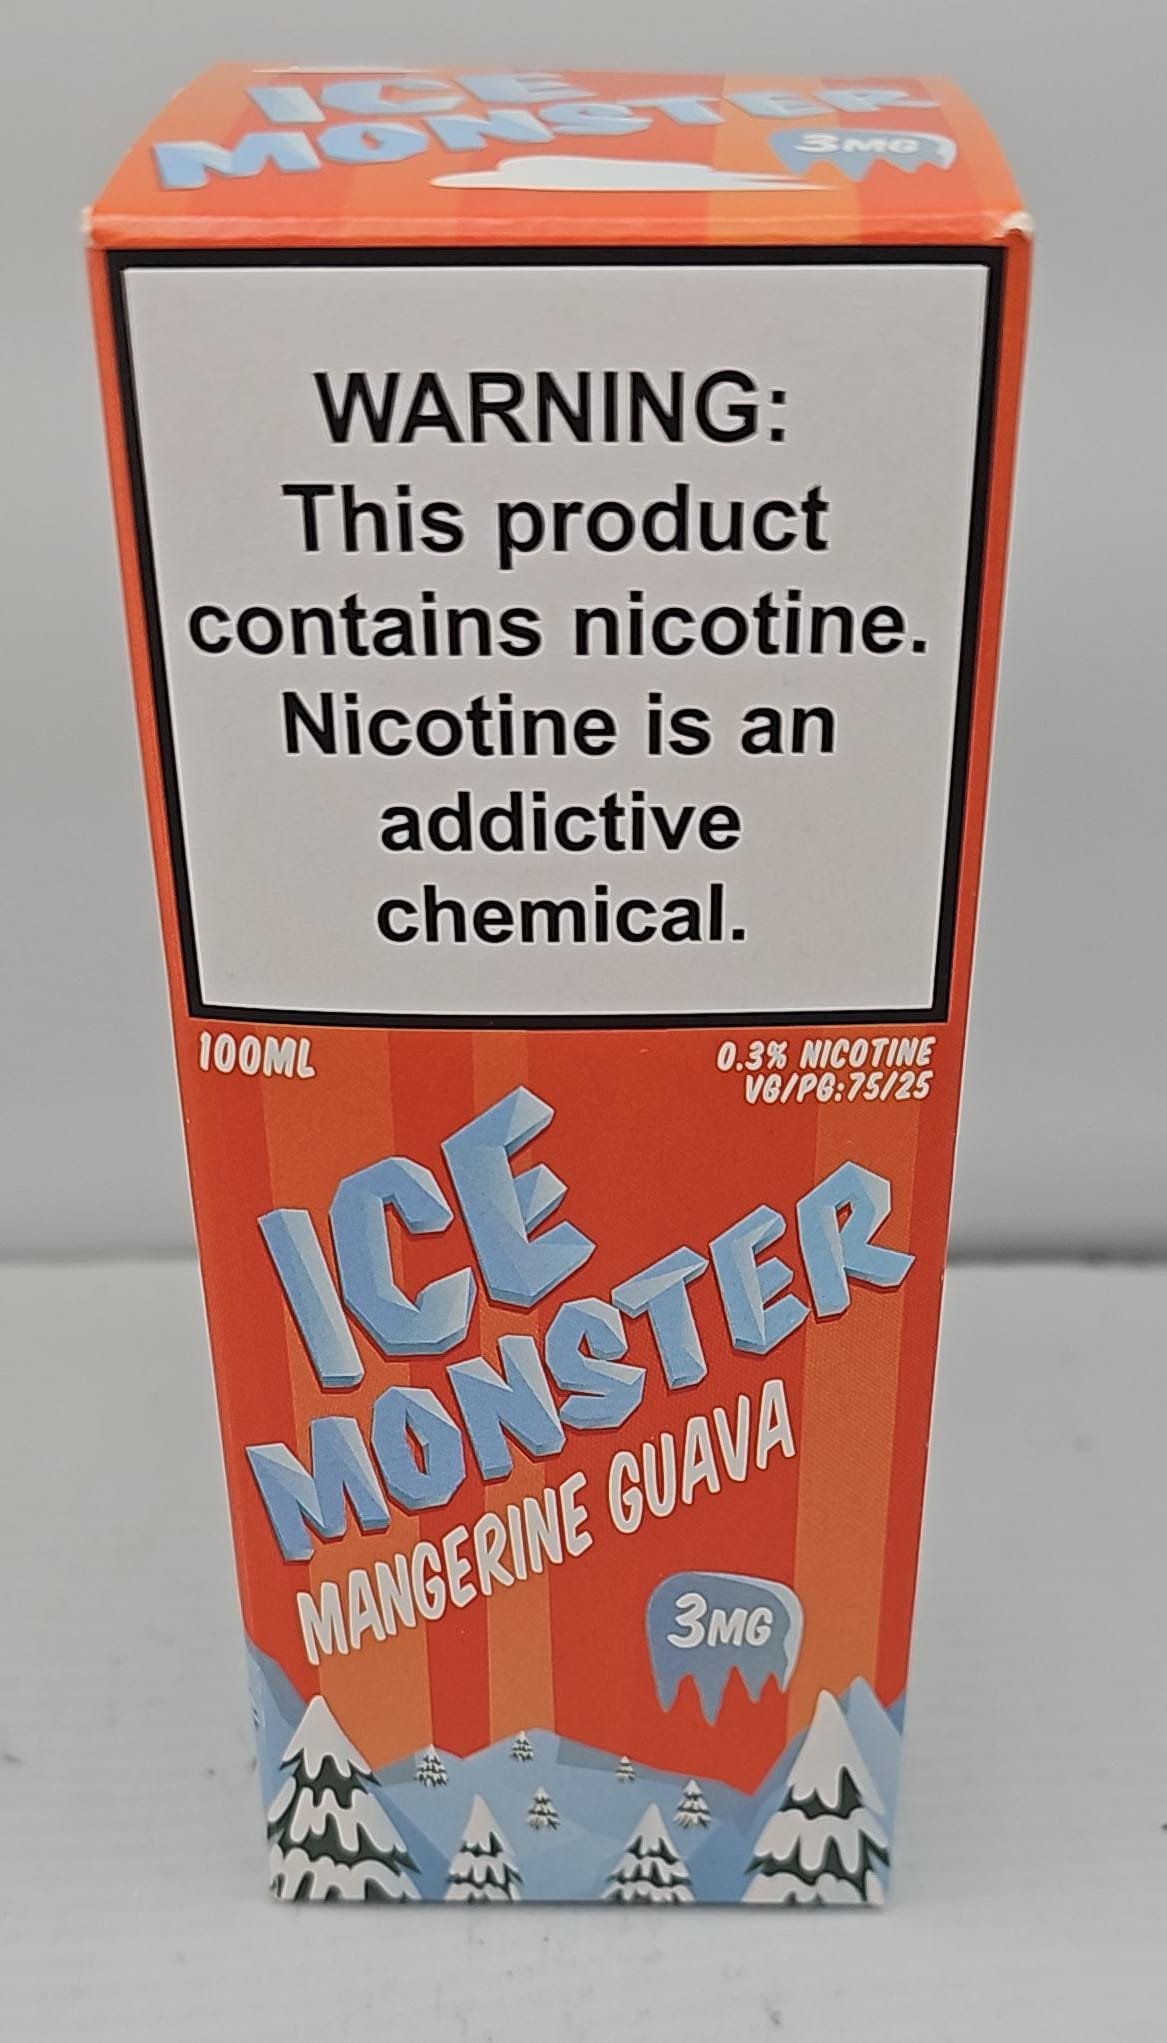 ICE
MONSTER
3MG
WARNING:
This product
contains nicotine.
Nicotine is an
addictive
chemical.
100ML
0.3% NICOTINE
VG/PG:75/25
ICE
MONSTER
MANGERINE GUAVA
3MG